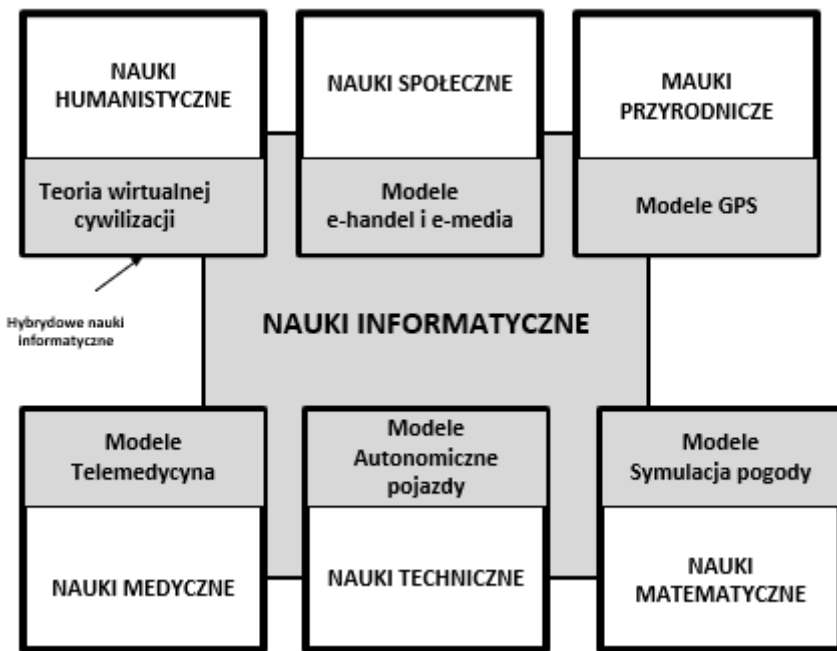 NAUKI
HUMANISTYCZNE
NAUKI SPOŁECZNE
MAUKI
PRZYRODNICZE
Teoria wirtualnej
cywilizacji
Modele
e-handel i e-media
Modele GPS
Hybrydowe nauki
informatyczne
NAUKI INFORMATYCZNE
Modele
Telemedycyna
Modele
Autonomiczne
pojazdy
Modele
Symulacja pogody
NAUKI MEDYCZNE
NAUKI TECHNICZNE
NAUKI
MATEMATYCZNE